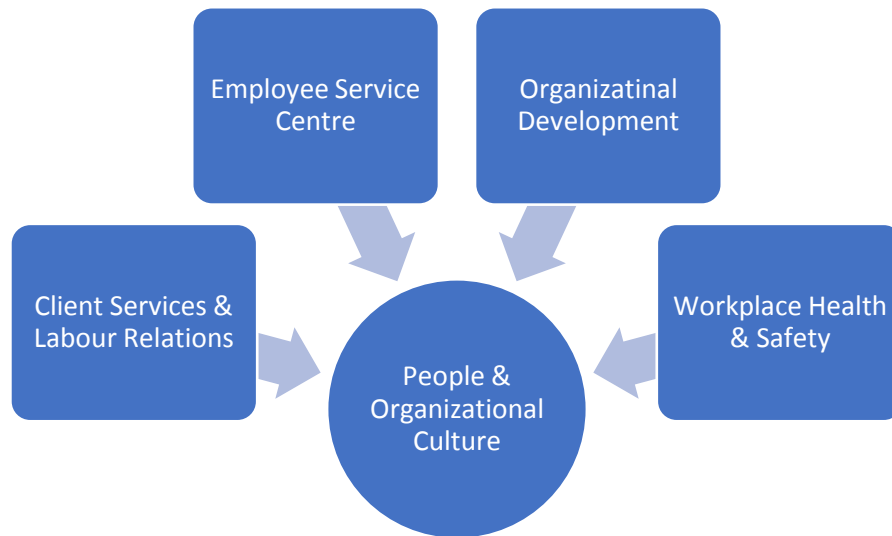 Employee Service
Centre
Organizatinal
Development
Client Services &
Labour Relations
Workplace Health
& Safety
People &
Organizational
Culture